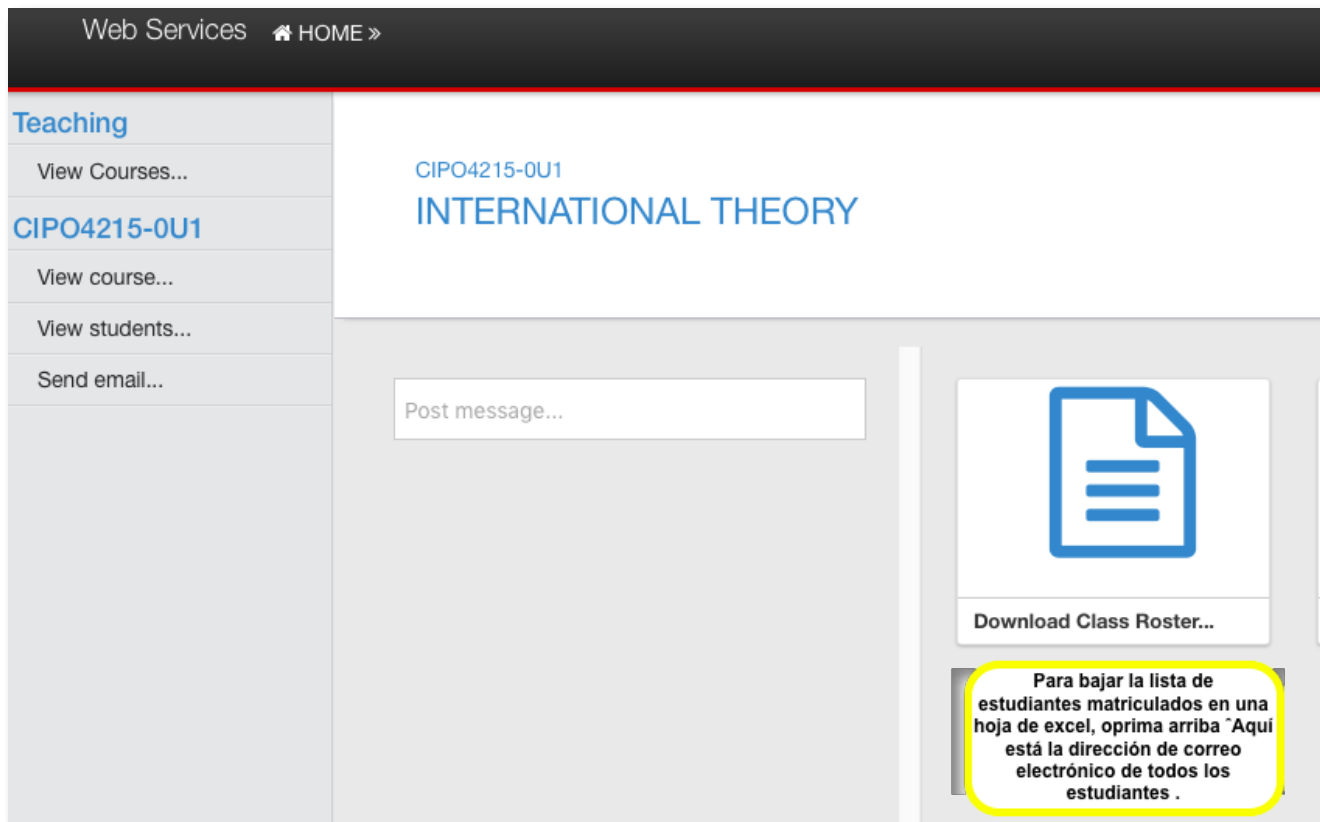 Web Services HOME »
Teaching
View Courses...
CIPO4215-0U1
View course...
View students...
Send email...
CIPO4215-0U1
INTERNATIONAL THEORY
Post message...
Download Class Roster...
Para bajar la lista de
estudiantes matriculados en una
hoja de excel, oprima arriba ˆAquí
está la dirección de correo
electrónico de todos los
estudiantes .